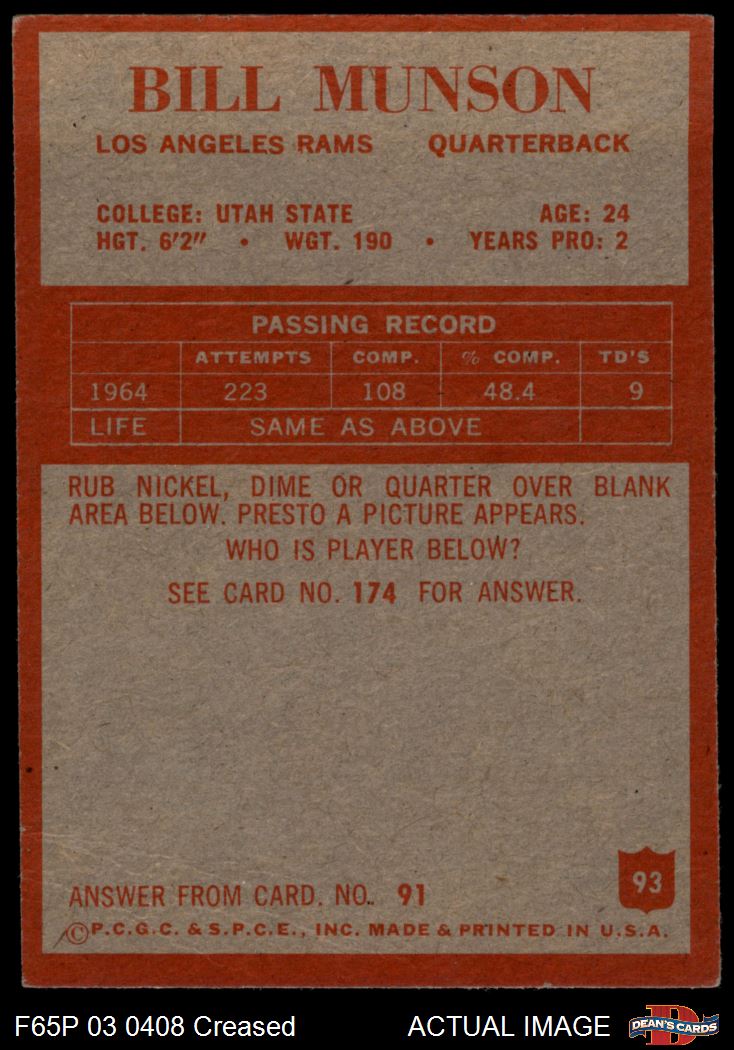 BILL MUNSON
LOS ANGELES RAMS QUARTERBACK
COLLEGE: UTAH STATE AGE: 24
HGT. 6'2" • WGT. 190 • YEARS PRO: 2
PASSING RECORD
ATTEMPTS COMP. % COMP. TD'S
1964 223 108 48.4 9
LIFE SAME AS ABOVE
RUB NICKEL, DIME OR QUARTER OVER BLANK
AREA BELOW. PRESTO A PICTURE APPEARS.
WHO IS PLAYER BELOW?
SEE CARD NO. 174 FOR ANSWER.
93
ANSWER FROM CARD. NO.. 91
©P.C.G.C. & S.P.C.E., INC. MADE & PRINTED IN U.S.A.
F65P 03 0408 Creased ACTUAL IMAGE D DEAN'S CARDS